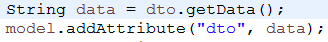 String data = dto.getData();
model.addAttribute("dto", data);